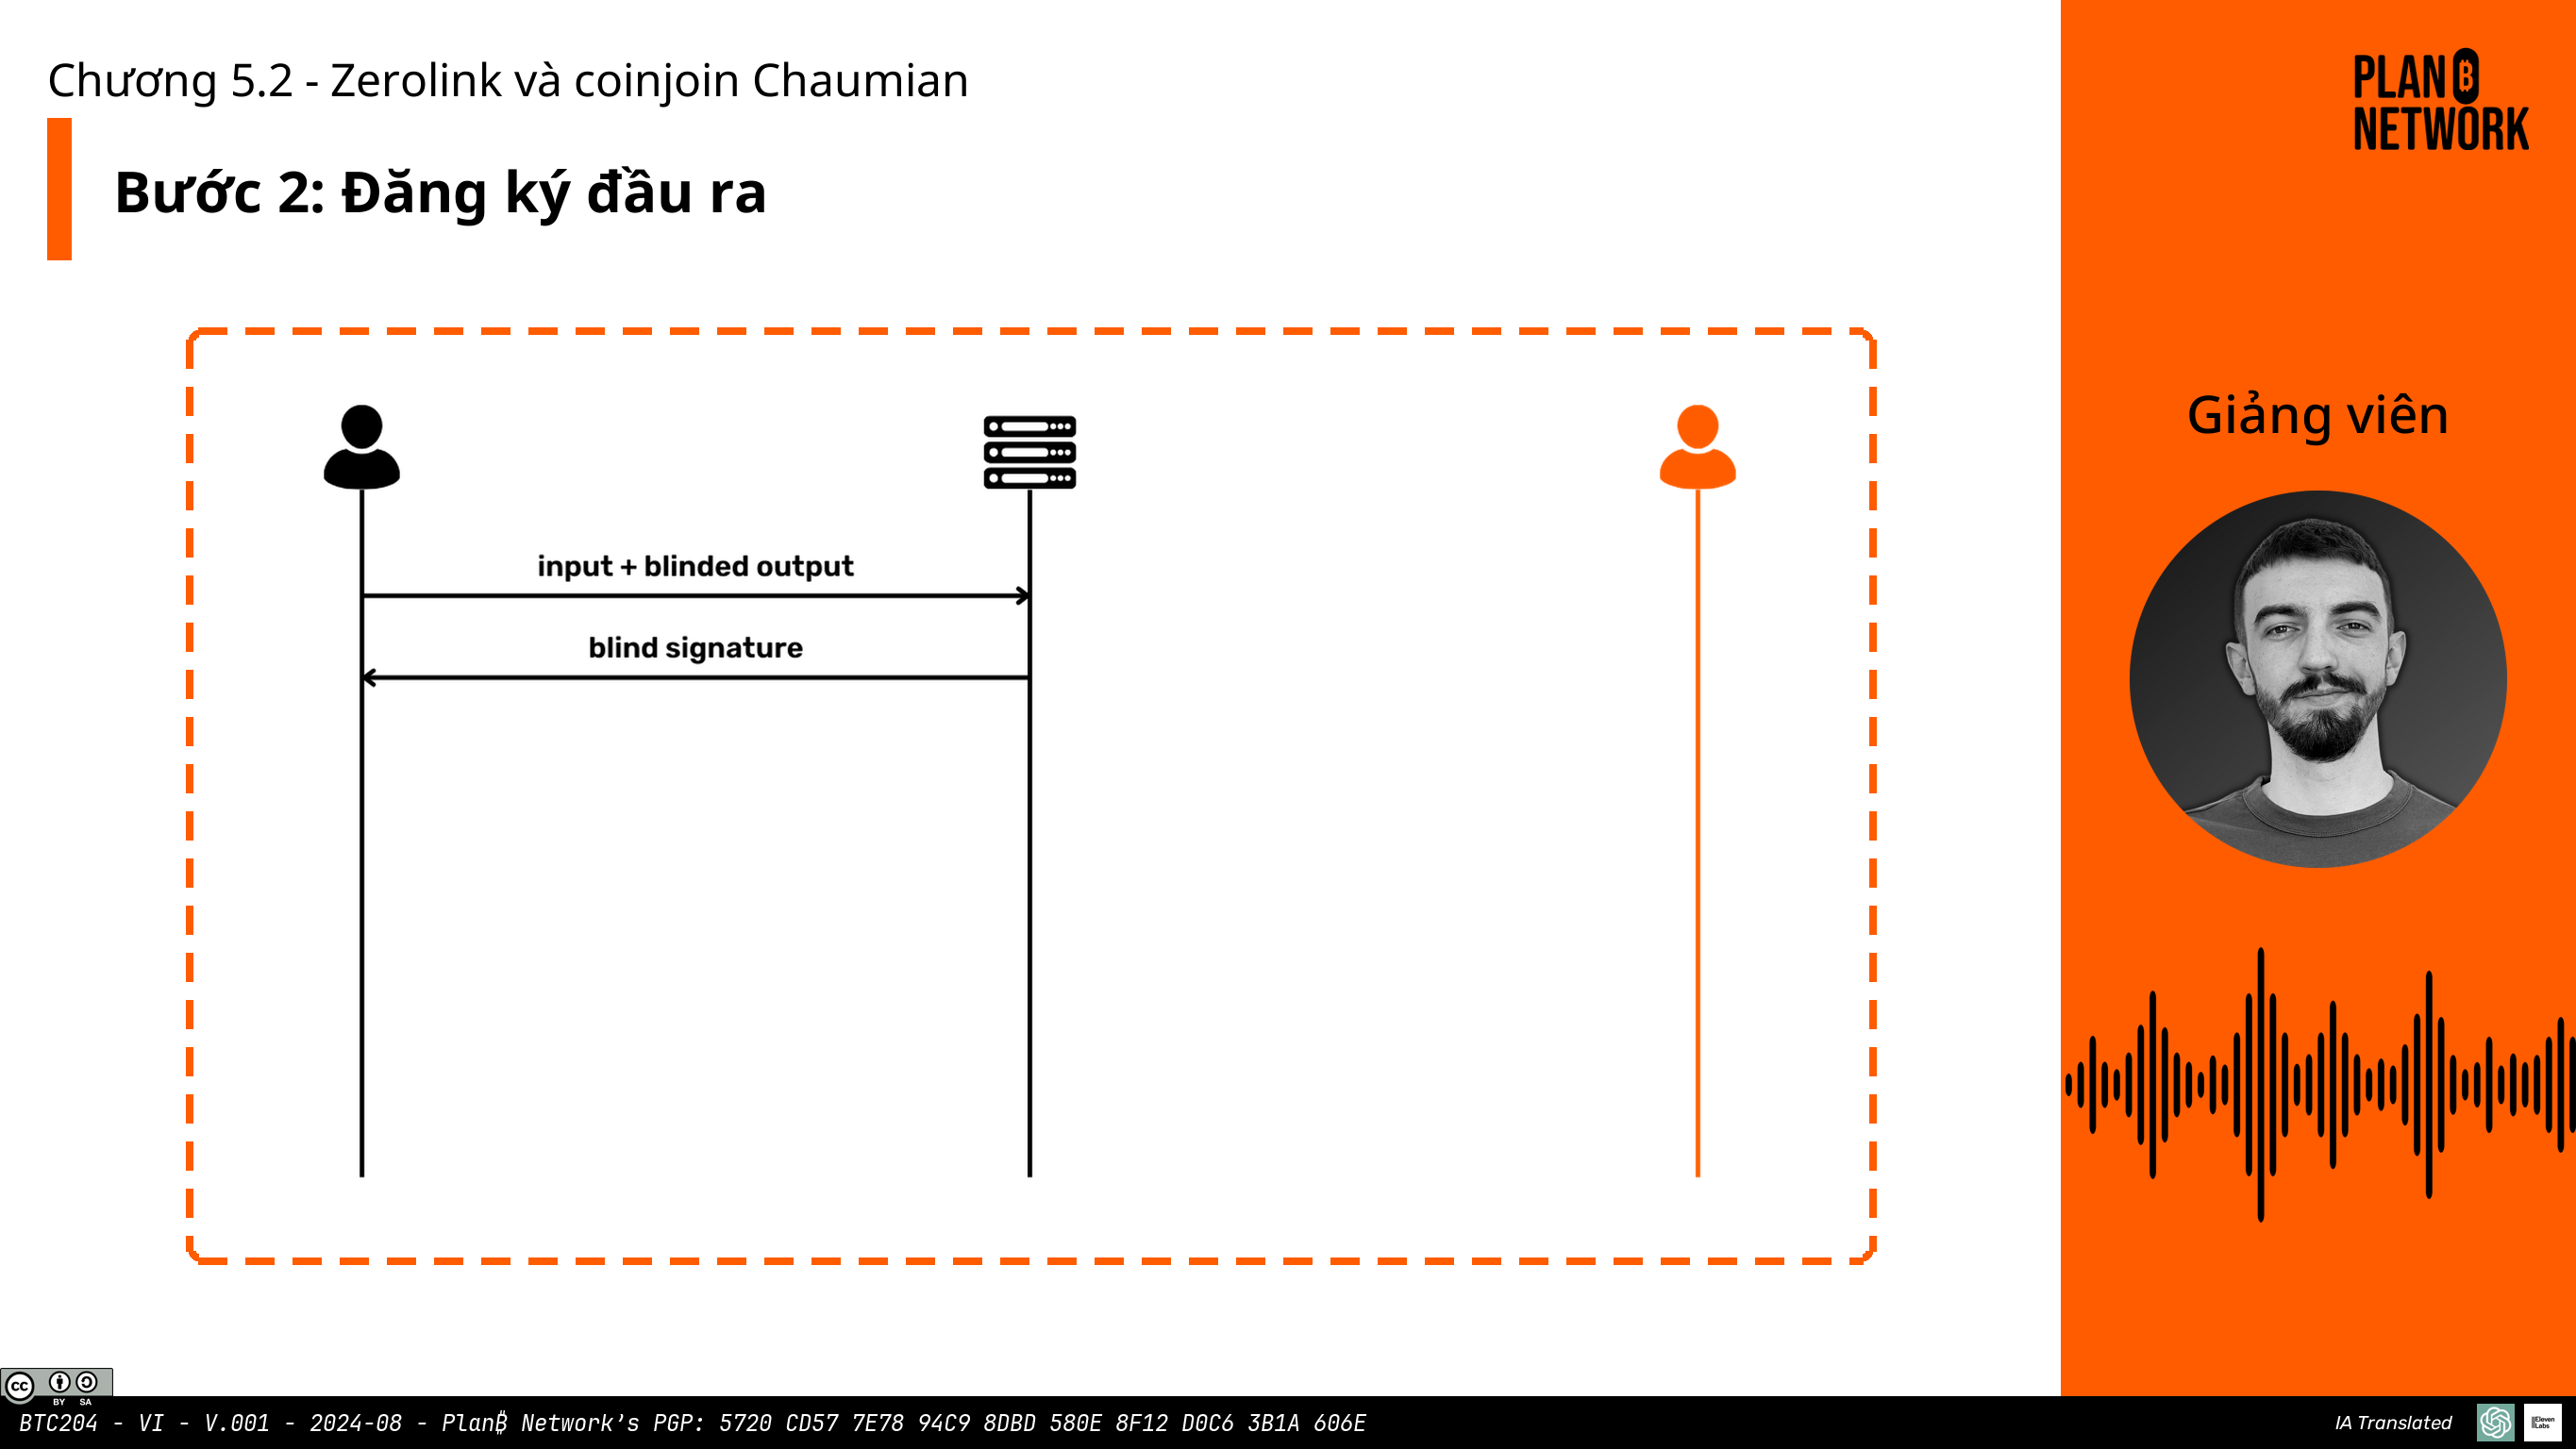 Chương 5.2 - Zerolink và coinjoin Chaumian
PLAN B
NETWORK
Bước 2: Đăng ký đầu ra
Giảng viên
input + blinded output
blind signature
cc
BY SA
BTC204 - VI - V.001 - 2024-08 - Plan₿ Network’s PGP: 5720 CD57 7E78 94C9 8DBD 580E 8F12 D0C6 3B1A 606E
IA Translated
ElevenLabs